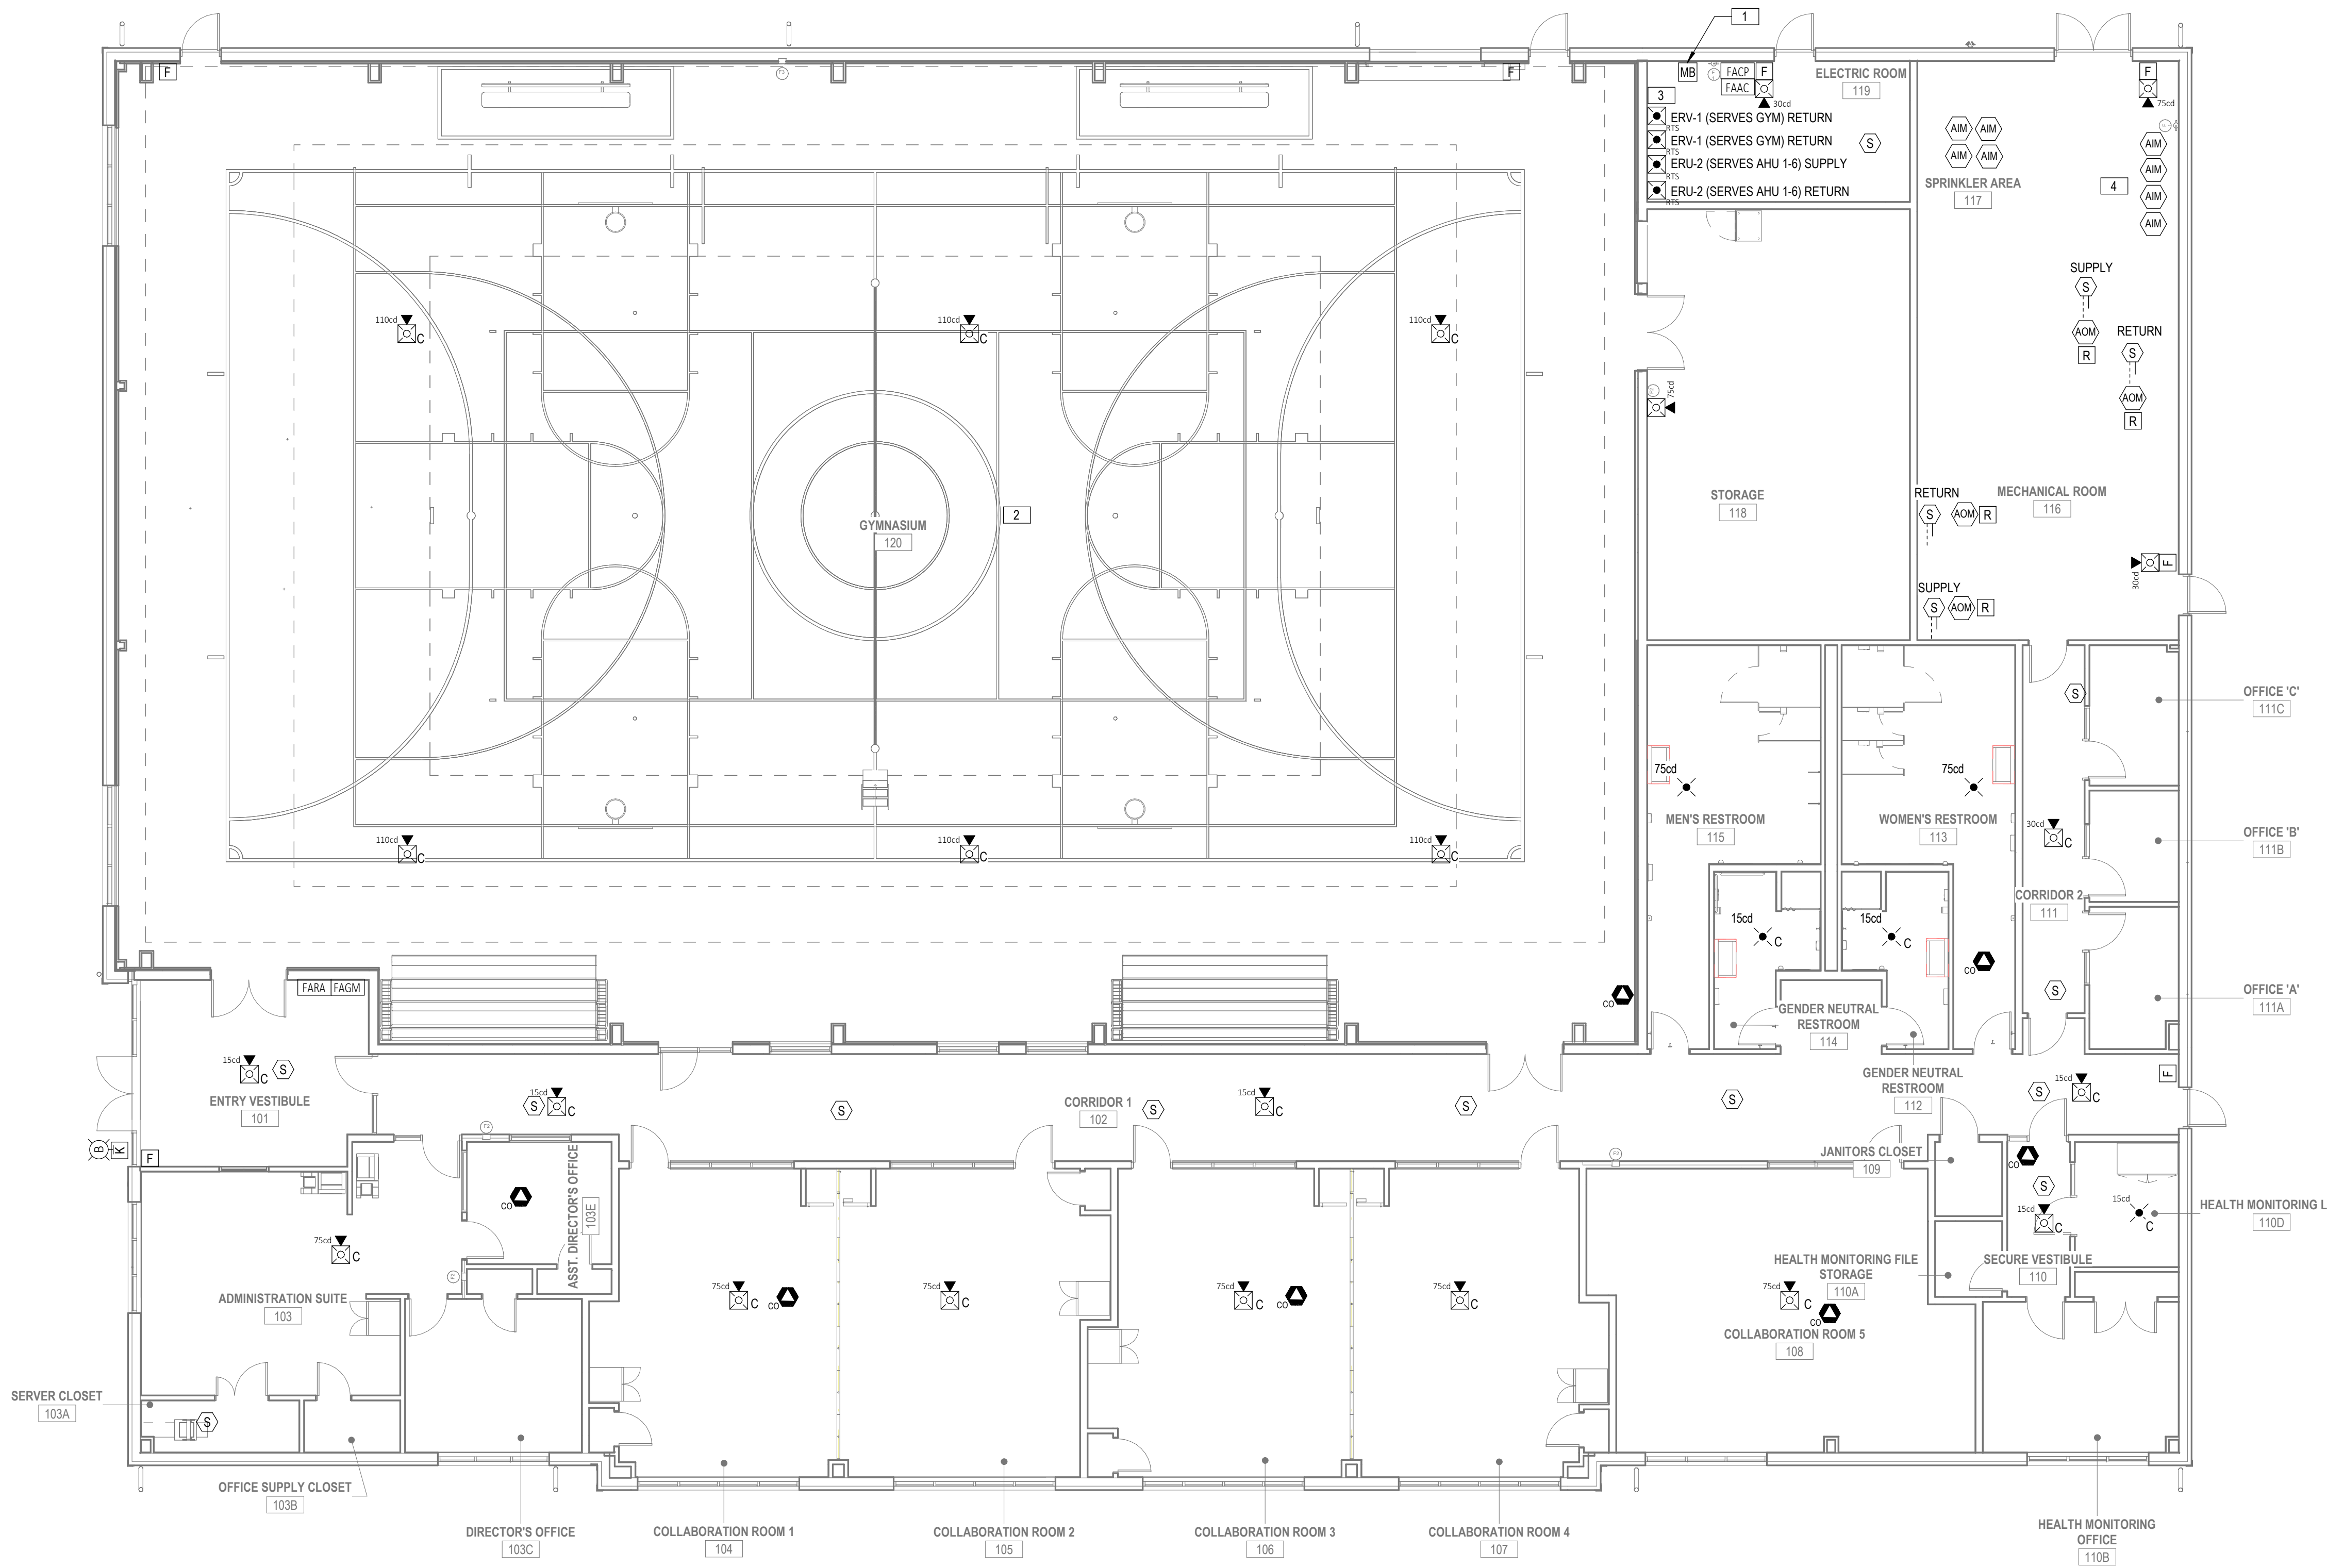 1
F
F3
F
MB
F
FACP
F
FAAC
30cd
ELECTRIC ROOM
119
F
75cd
3
ERV-1 (SERVES GYM) RETURN
RTS
ERV-1 (SERVES GYM) RETURN
RTS
ERU-2 (SERVES AHU 1-6) SUPPLY
RTS
ERU-2 (SERVES AHU 1-6) RETURN
RTS
S
AIM
AIM
AIM
AIM
SPRINKLER AREA
117
4
AIM
AIM
AIM
AIM
SUPPLY
S
AOM
R
RETURN
S
AOM
R
110cd
C
110cd
C
110cd
C
75cd
STORAGE
118
RETURN
S
AOM
R
MECHANICAL ROOM
116
GYMNASIUM
120
2
30cd
F
SUPPLY
S
AOM
R
S
OFFICE 'C'
111C
75cd
75cd
MEN'S RESTROOM
115
WOMEN'S RESTROOM
113
30cd
C
OFFICE 'B'
111B
110cd
C
110cd
C
110cd
C
CORRIDOR 2
111
15cd
C
15cd
C
CO
CO
S
OFFICE 'A'
111A
FARA
FAGM
GENDER NEUTRAL
RESTROOM
114
15cd
C
S
ENTRY VESTIBULE
101
15cd
S
C
S
CORRIDOR 1
102
S
15cd
C
S
S
GENDER NEUTRAL
RESTROOM
112
S
15cd
C
F
B
K
F
F2
F2
JANITORS CLOSET
109
CO
S
CO
ASST. DIRECTOR'S OFFICE
103E
15cd
C
15cd
C
HEALTH MONITORING L
110D
75cd
C
F2
HEALTH MONITORING FILE
STORAGE
110A
SECURE VESTIBULE
110
ADMINISTRATION SUITE
103
75cd
C
CO
75cd
C
75cd
C
CO
75cd
C
75cd
C
CO
COLLABORATION ROOM 5
108
SERVER CLOSET
103A
S
OFFICE SUPPLY CLOSET
103B
DIRECTOR'S OFFICE
103C
COLLABORATION ROOM 1
104
COLLABORATION ROOM 2
105
COLLABORATION ROOM 3
106
COLLABORATION ROOM 4
107
HEALTH MONITORING
OFFICE
110B